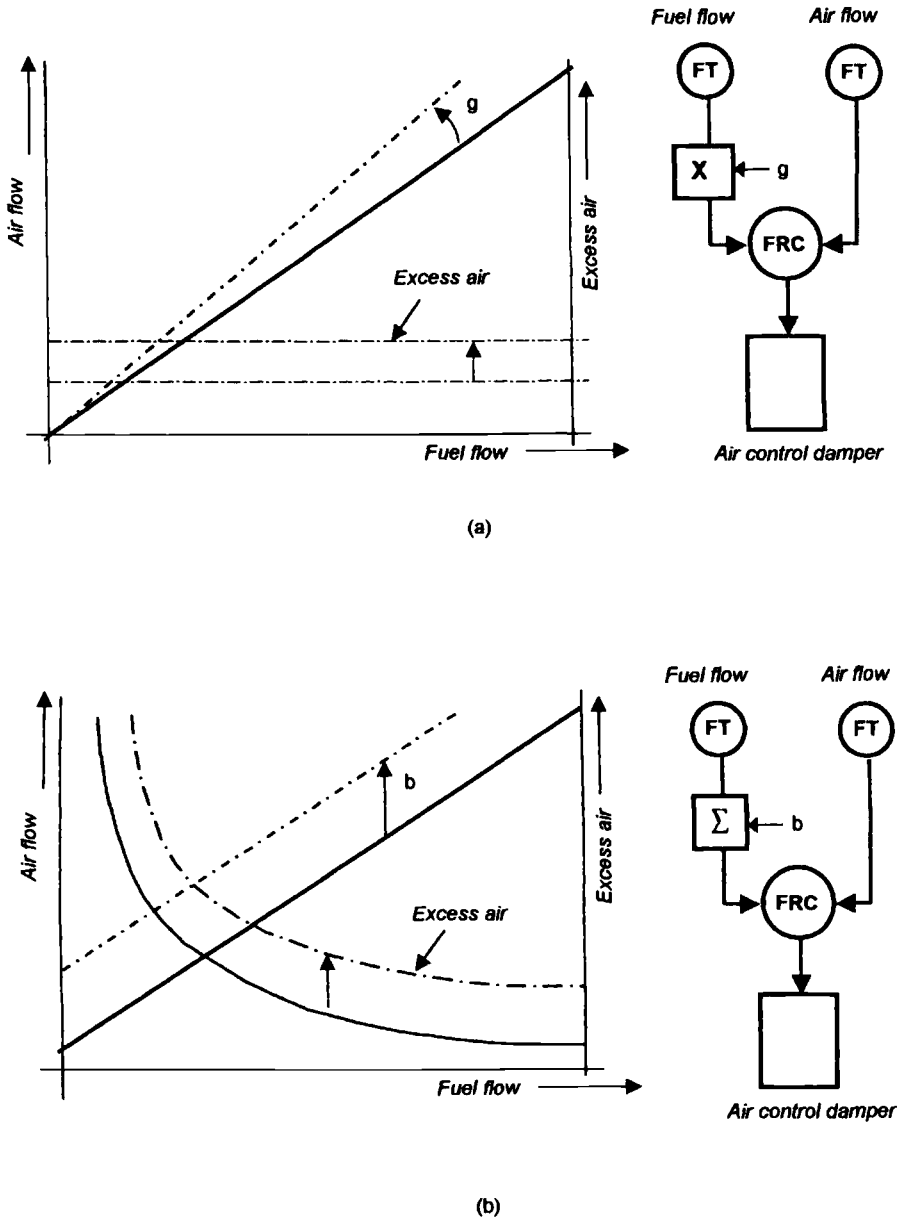 Fuel flow
Air flow
FT
FT
g
X
g
Air flow
Excess air
FRC
Excess air
Fuel flow
Air control damper
(a)
Fuel flow
Air flow
FT
FT
b
Σ
b
Air flow
Excess air
FRC
Excess air
Fuel flow
Air control damper
(b)